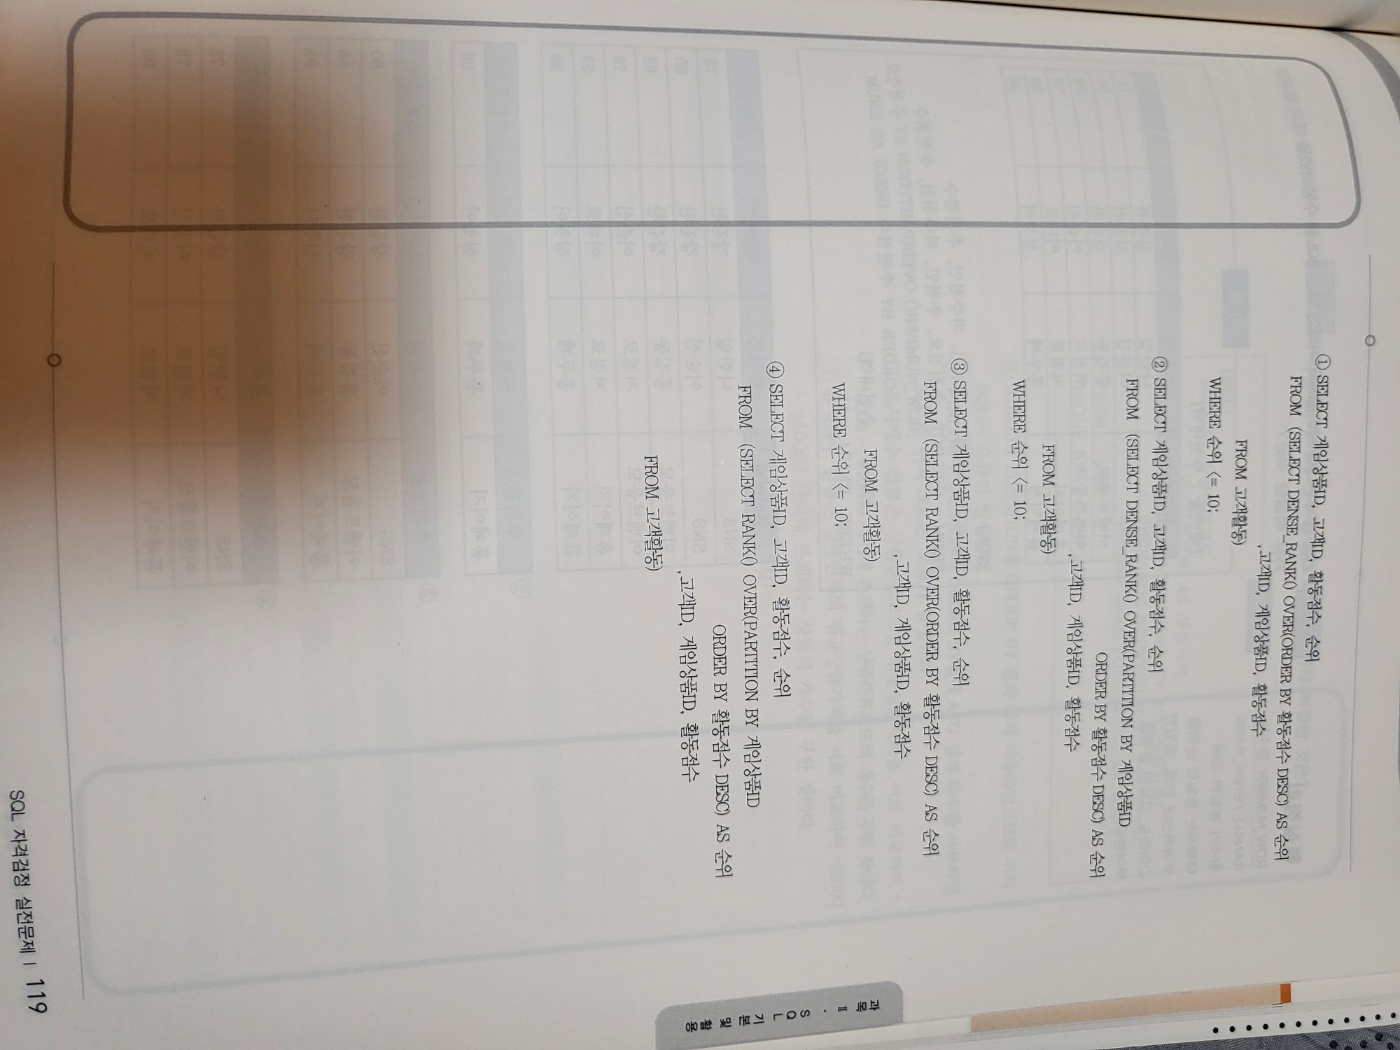 ① SELECT 게임상품ID, 고객ID, 활동점수, 순위
FROM (SELECT DENSE_RANK() OVER(ORDER BY 활동점수 DESC) AS 순위
,고객ID, 게임상품ID, 활동점수
FROM 고객활동)
WHERE 순위 <= 10;
② SELECT 게임상품ID, 고객ID, 활동점수, 순위
FROM (SELECT DENSE_RANK() OVER(PARTITION BY 게임상품ID
ORDER BY 활동점수 DESC) AS 순위
,고객ID, 게임상품ID, 활동점수
FROM 고객활동)
WHERE 순위 <= 10;
③ SELECT 게임상품ID, 고객ID, 활동점수, 순위
FROM (SELECT RANK() OVER(ORDER BY 활동점수 DESC) AS 순위
,고객ID, 게임상품ID, 활동점수
FROM 고객활동)
WHERE 순위 <= 10;
④ SELECT 게임상품ID, 고객ID, 활동점수, 순위
FROM (SELECT RANK() OVER(PARTITION BY 게임상품ID
ORDER BY 활동점수 DESC) AS 순위
,고객ID, 게임상품ID, 활동점수
FROM 고객활동)
과목 Ⅱ. SQL 기본 및 활용
SQL 자격검정 실전문제 | 119